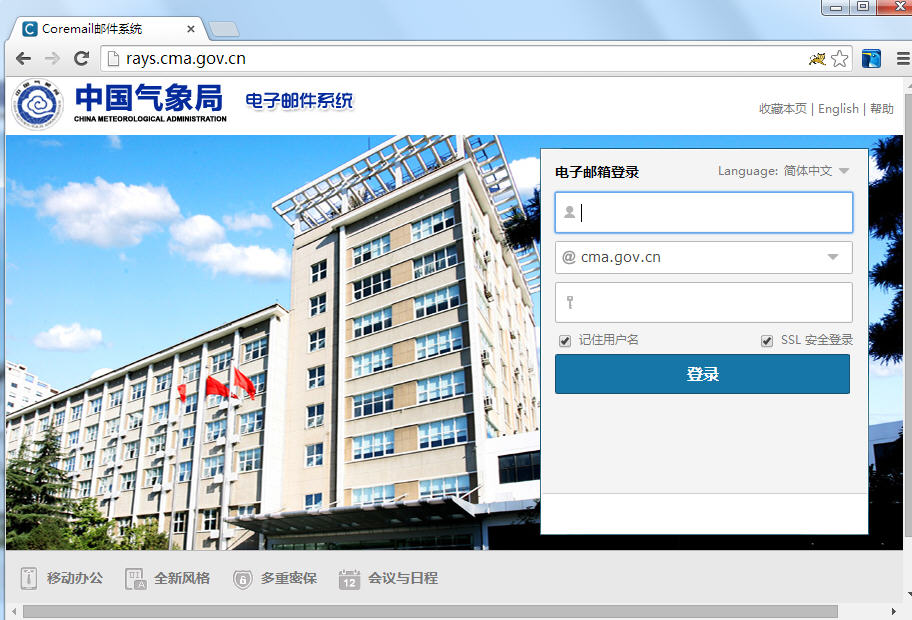 Coremail邮件系统
rays.cma.gov.cn
中国气象局 电子邮件系统
CHINA METEOROLOGICAL ADMINISTRATION
收藏本页 | English | 帮助
电子邮箱登录 Language: 简体中文
@ cma.gov.cn
记住用户名 SSL 安全登录
登录
移动办公 全新风格 多重密保 12 会议与日程